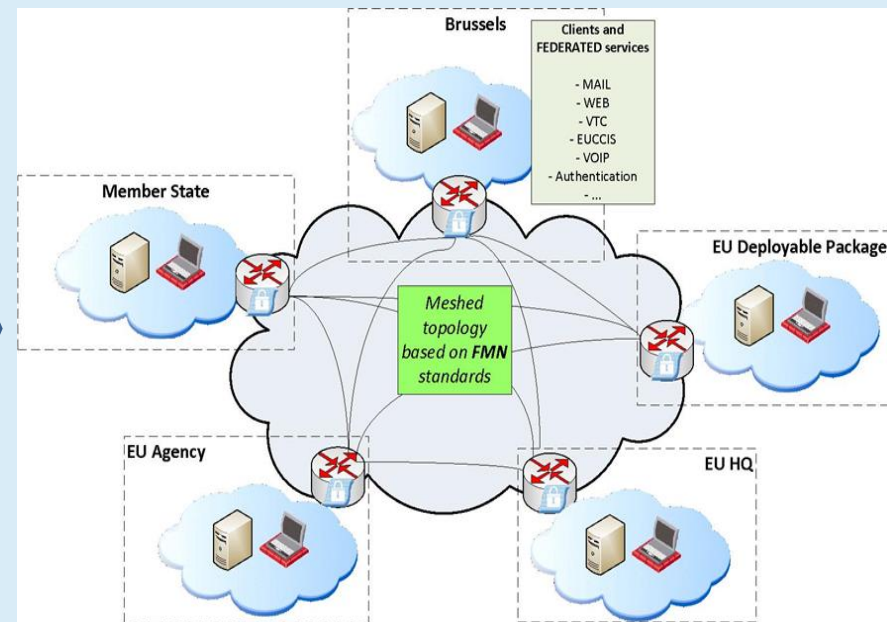 Brussels
Clients and
FEDERATED services
- MAIL
- WEB
- VTC
- EUCCIS
- VOIP
- Authentication
- ...
Member State
EU Deployable Package
Meshed
topology
based on FMN
standards
EU Agency
EU HQ